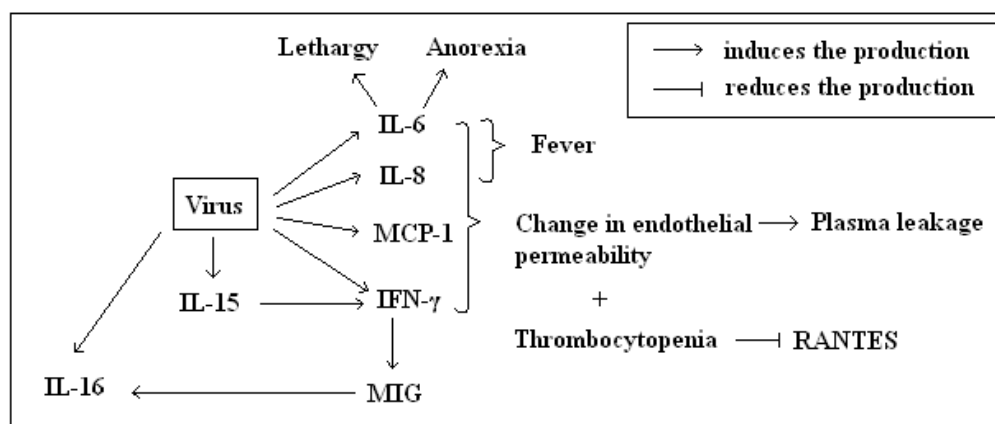 Lethargy Anorexia
induces the production
reduces the production
IL-6
Fever
IL-8
Virus
MCP-1
Change in endothelial
permeability
Plasma leakage
IL-15
IFN-γ
+
Thrombocytopenia
RANTES
IL-16
MIG